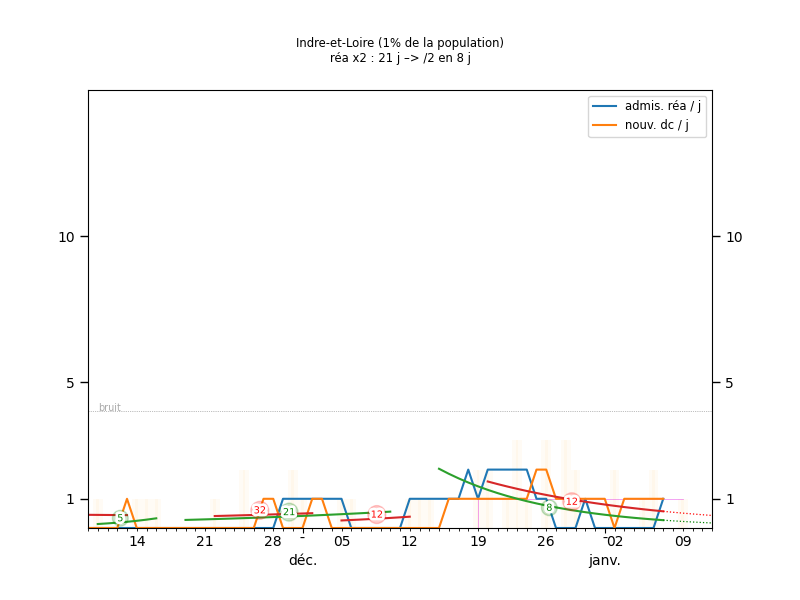 Indre-et-Loire (1% de la population)
réa x2 : 21 j –> /2 en 8 j
admis. réa / j
nouv. dc / j
10 10
5 5
bruit
1 1
5 32 21 12 8 12
14 21 28 - 05 12 19 26 - 02 09
déc. janv.